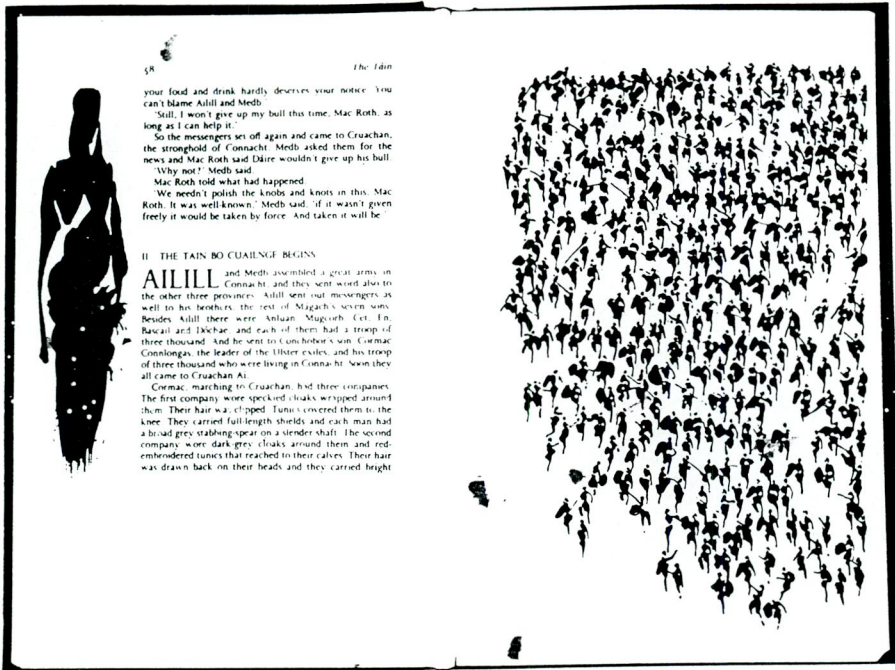 58 The Táin
your food and drink hardly deserves your notice. You
can't blame Ailill and Medb.'
'Still, I won't give up my bull this time, Mac Roth, as
long as I can help it.'
So the messengers set off again and came to Cruachan,
the stronghold of Connacht. Medb asked them for the
news and Mac Roth said Dáire wouldn't give up his bull.
'Why not?' Medb said.
Mac Roth told what had happened.
'We needn't polish the knobs and knots in this, Mac
Roth. It was well-known,' Medb said, 'if it wasn't given
freely it would be taken by force. And taken it will be.'
II THE TAIN BO CUAILNGE BEGINS
AILILL and Medb assembled a great army in
Connacht, and they sent word also to
the other three provinces. Ailill sent out messengers as
well to his brothers, the rest of Magach's seven sons.
Besides Ailill there were Anluan, Mugcorb, Cet, En,
Bascail and Dóchae, and each of them had a troop of
three thousand. And he sent to Conchobor's son Cormac
Connlongas, the leader of the Ulster exiles, and his troop
of three thousand who were living in Connacht. Soon they
all came to Cruachan Ai.
Cormac, marching to Cruachan, had three companies.
The first company wore speckled cloaks wrapped around
them. Their hair was clipped. Tunics covered them to the
knee. They carried full-length shields and each man had
a broad grey stabbing-spear on a slender shaft. The second
company wore dark-grey cloaks around them and red-
embroidered tunics that reached to their calves. Their hair
was drawn back on their heads and they carried bright